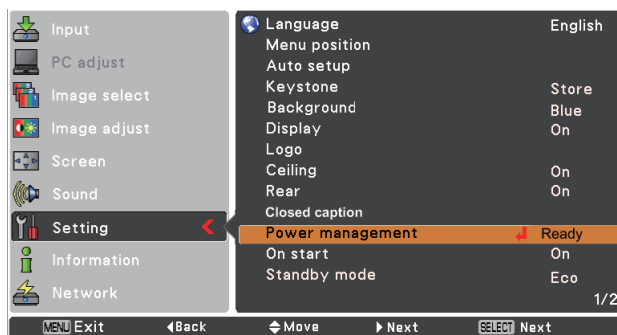 Input
PC adjust
Image select
Image adjust
Screen
Sound
Setting
Information
Network
Language English
Menu position
Auto setup
Keystone Store
Background Blue
Display On
Logo
Ceiling On
Rear On
Closed caption
Power management Ready
On start On
Standby mode Eco
1/2
MENU Exit Back Move Next SELECT Next